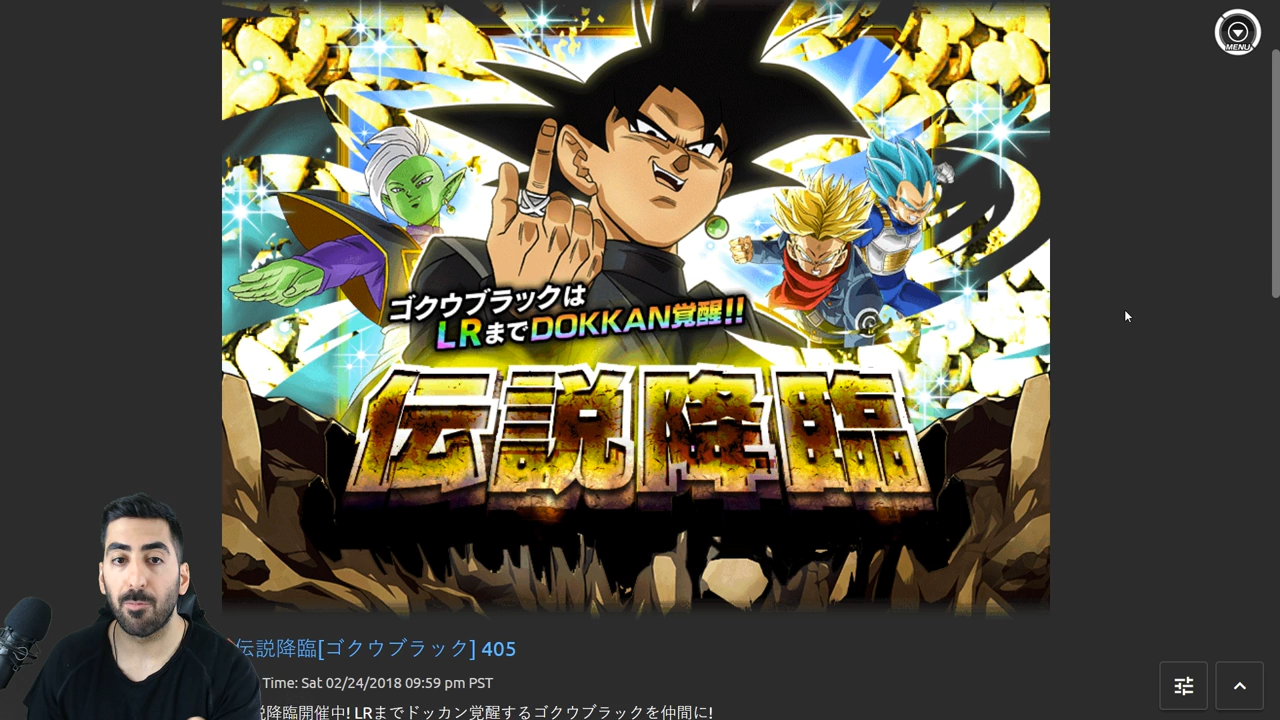 MENU
ゴクウブラックは
LRまでDOKKAN覚醒!!
伝説降臨
伝説降臨[ゴクウブラック] 405
Time: Sat 02/24/2018 09:59 pm PST
説降臨開催中! LRまでドッカン覚醒するゴクウブラックを仲間に!